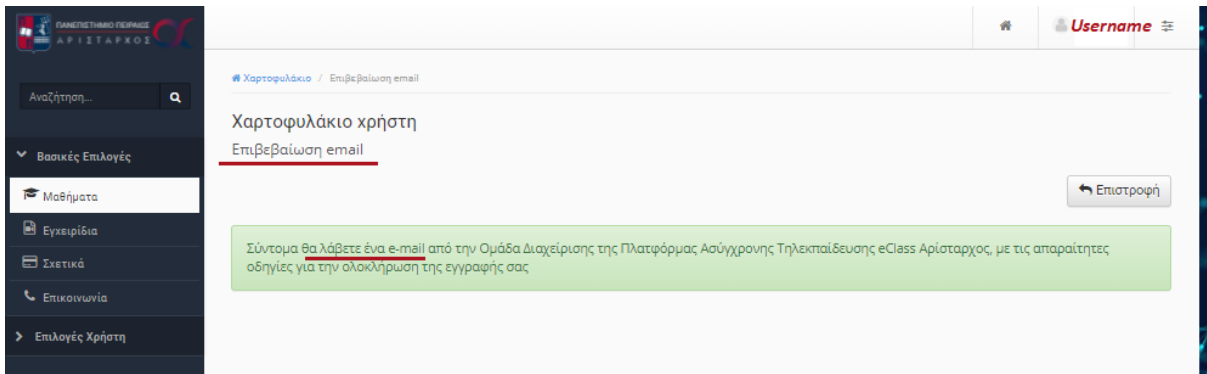 ΠΑΝΕΠΙΣΤΗΜΙΟ ΠΕΙΡΑΙΩΣ
ΑΡΙΣΤΑΡΧΟΣ
Username
Αναζήτηση...
Χαρτοφυλάκιο / Επιβεβαίωση email
Χαρτοφυλάκιο χρήστη
Επιβεβαίωση email
Βασικές Επιλογές
Μαθήματα
Εγχειρίδια
Σχετικά
Επικοινωνία
Επιλογές Χρήστη
Επιστροφή
Σύντομα θα λάβετε ένα e-mail από την Ομάδα Διαχείρισης της Πλατφόρμας Ασύγχρονης Τηλεκπαίδευσης eClass Αρίσταρχος, με τις απαραίτητες
οδηγίες για την ολοκλήρωση της εγγραφής σας